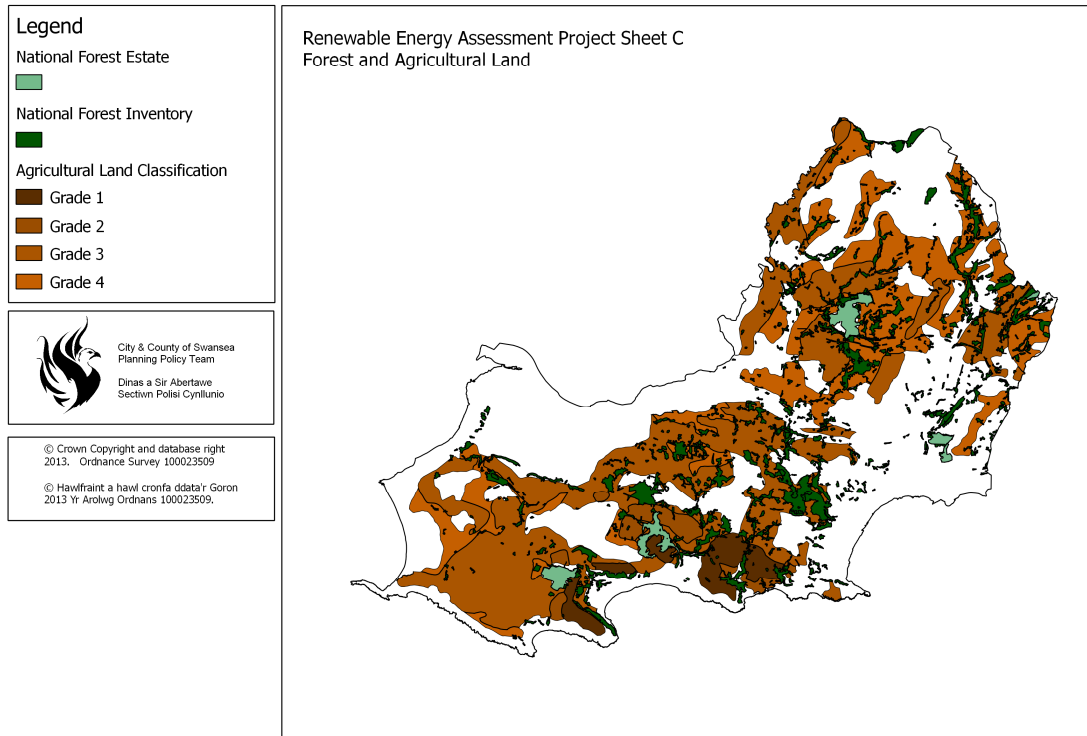 Legend
National Forest Estate
National Forest Inventory
Agricultural Land Classification
Grade 1
Grade 2
Grade 3
Grade 4
City & County of Swansea
Planning Policy Team
Dinas a Sir Abertawe
Sectiwn Polisi Cynllunio
© Crown Copyright and database right
2013. Ordnance Survey 100023509
© Hawlfraint a hawl cronfa ddata'r Goron
2013 Yr Arolwg Ordnans 100023509.
Renewable Energy Assessment Project Sheet C
Forest and Agricultural Land